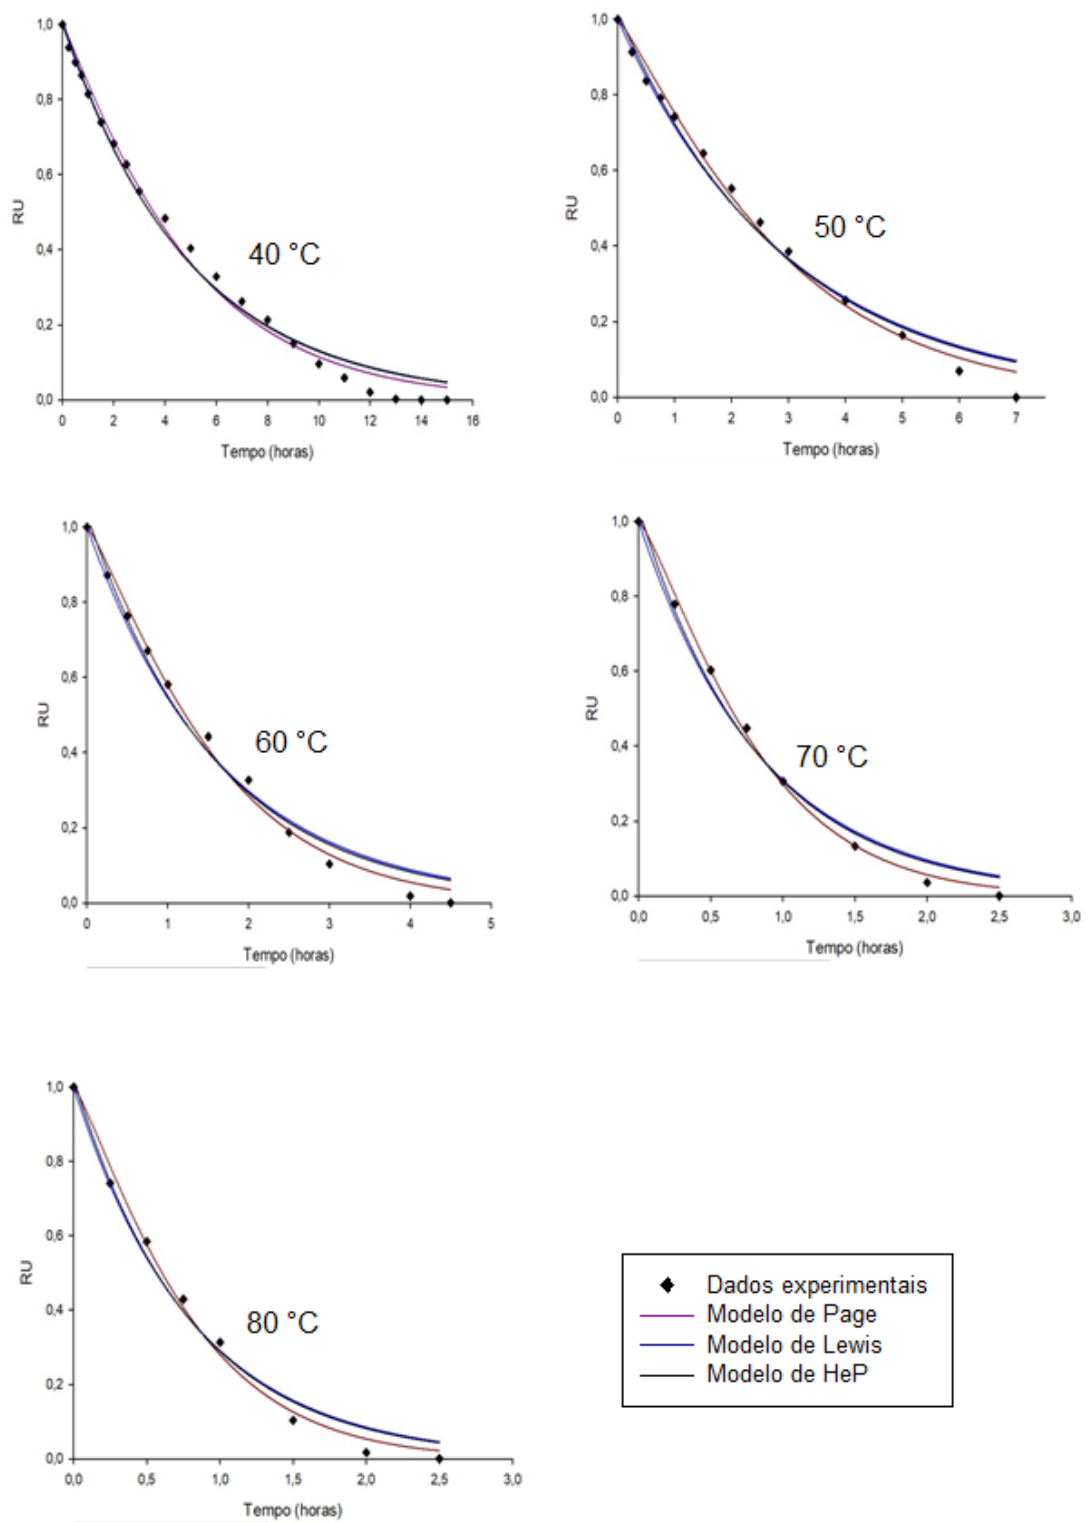 1,0
0,8
0,6
RU
0,4
0,2
0,0
40 °C
0 2 4 6 8 10 12 14 16
Tempo (horas)
1,0
0,8
0,6
RU
0,4
0,2
0,0
50 °C
0 1 2 3 4 5 6 7
Tempo (horas)
1,0
0,8
0,6
RU
0,4
0,2
0,0
60 °C
0 1 2 3 4 5
Tempo (horas)
1,0
0,8
0,6
RU
0,4
0,2
0,0
70 °C
0,0 0,5 1,0 1,5 2,0 2,5 3,0
Tempo (horas)
1,0
0,8
0,6
RU
0,4
0,2
0,0
80 °C
0,0 0,5 1,0 1,5 2,0 2,5 3,0
Tempo (horas)
Dados experimentais
Modelo de Page
Modelo de Lewis
Modelo de HeP